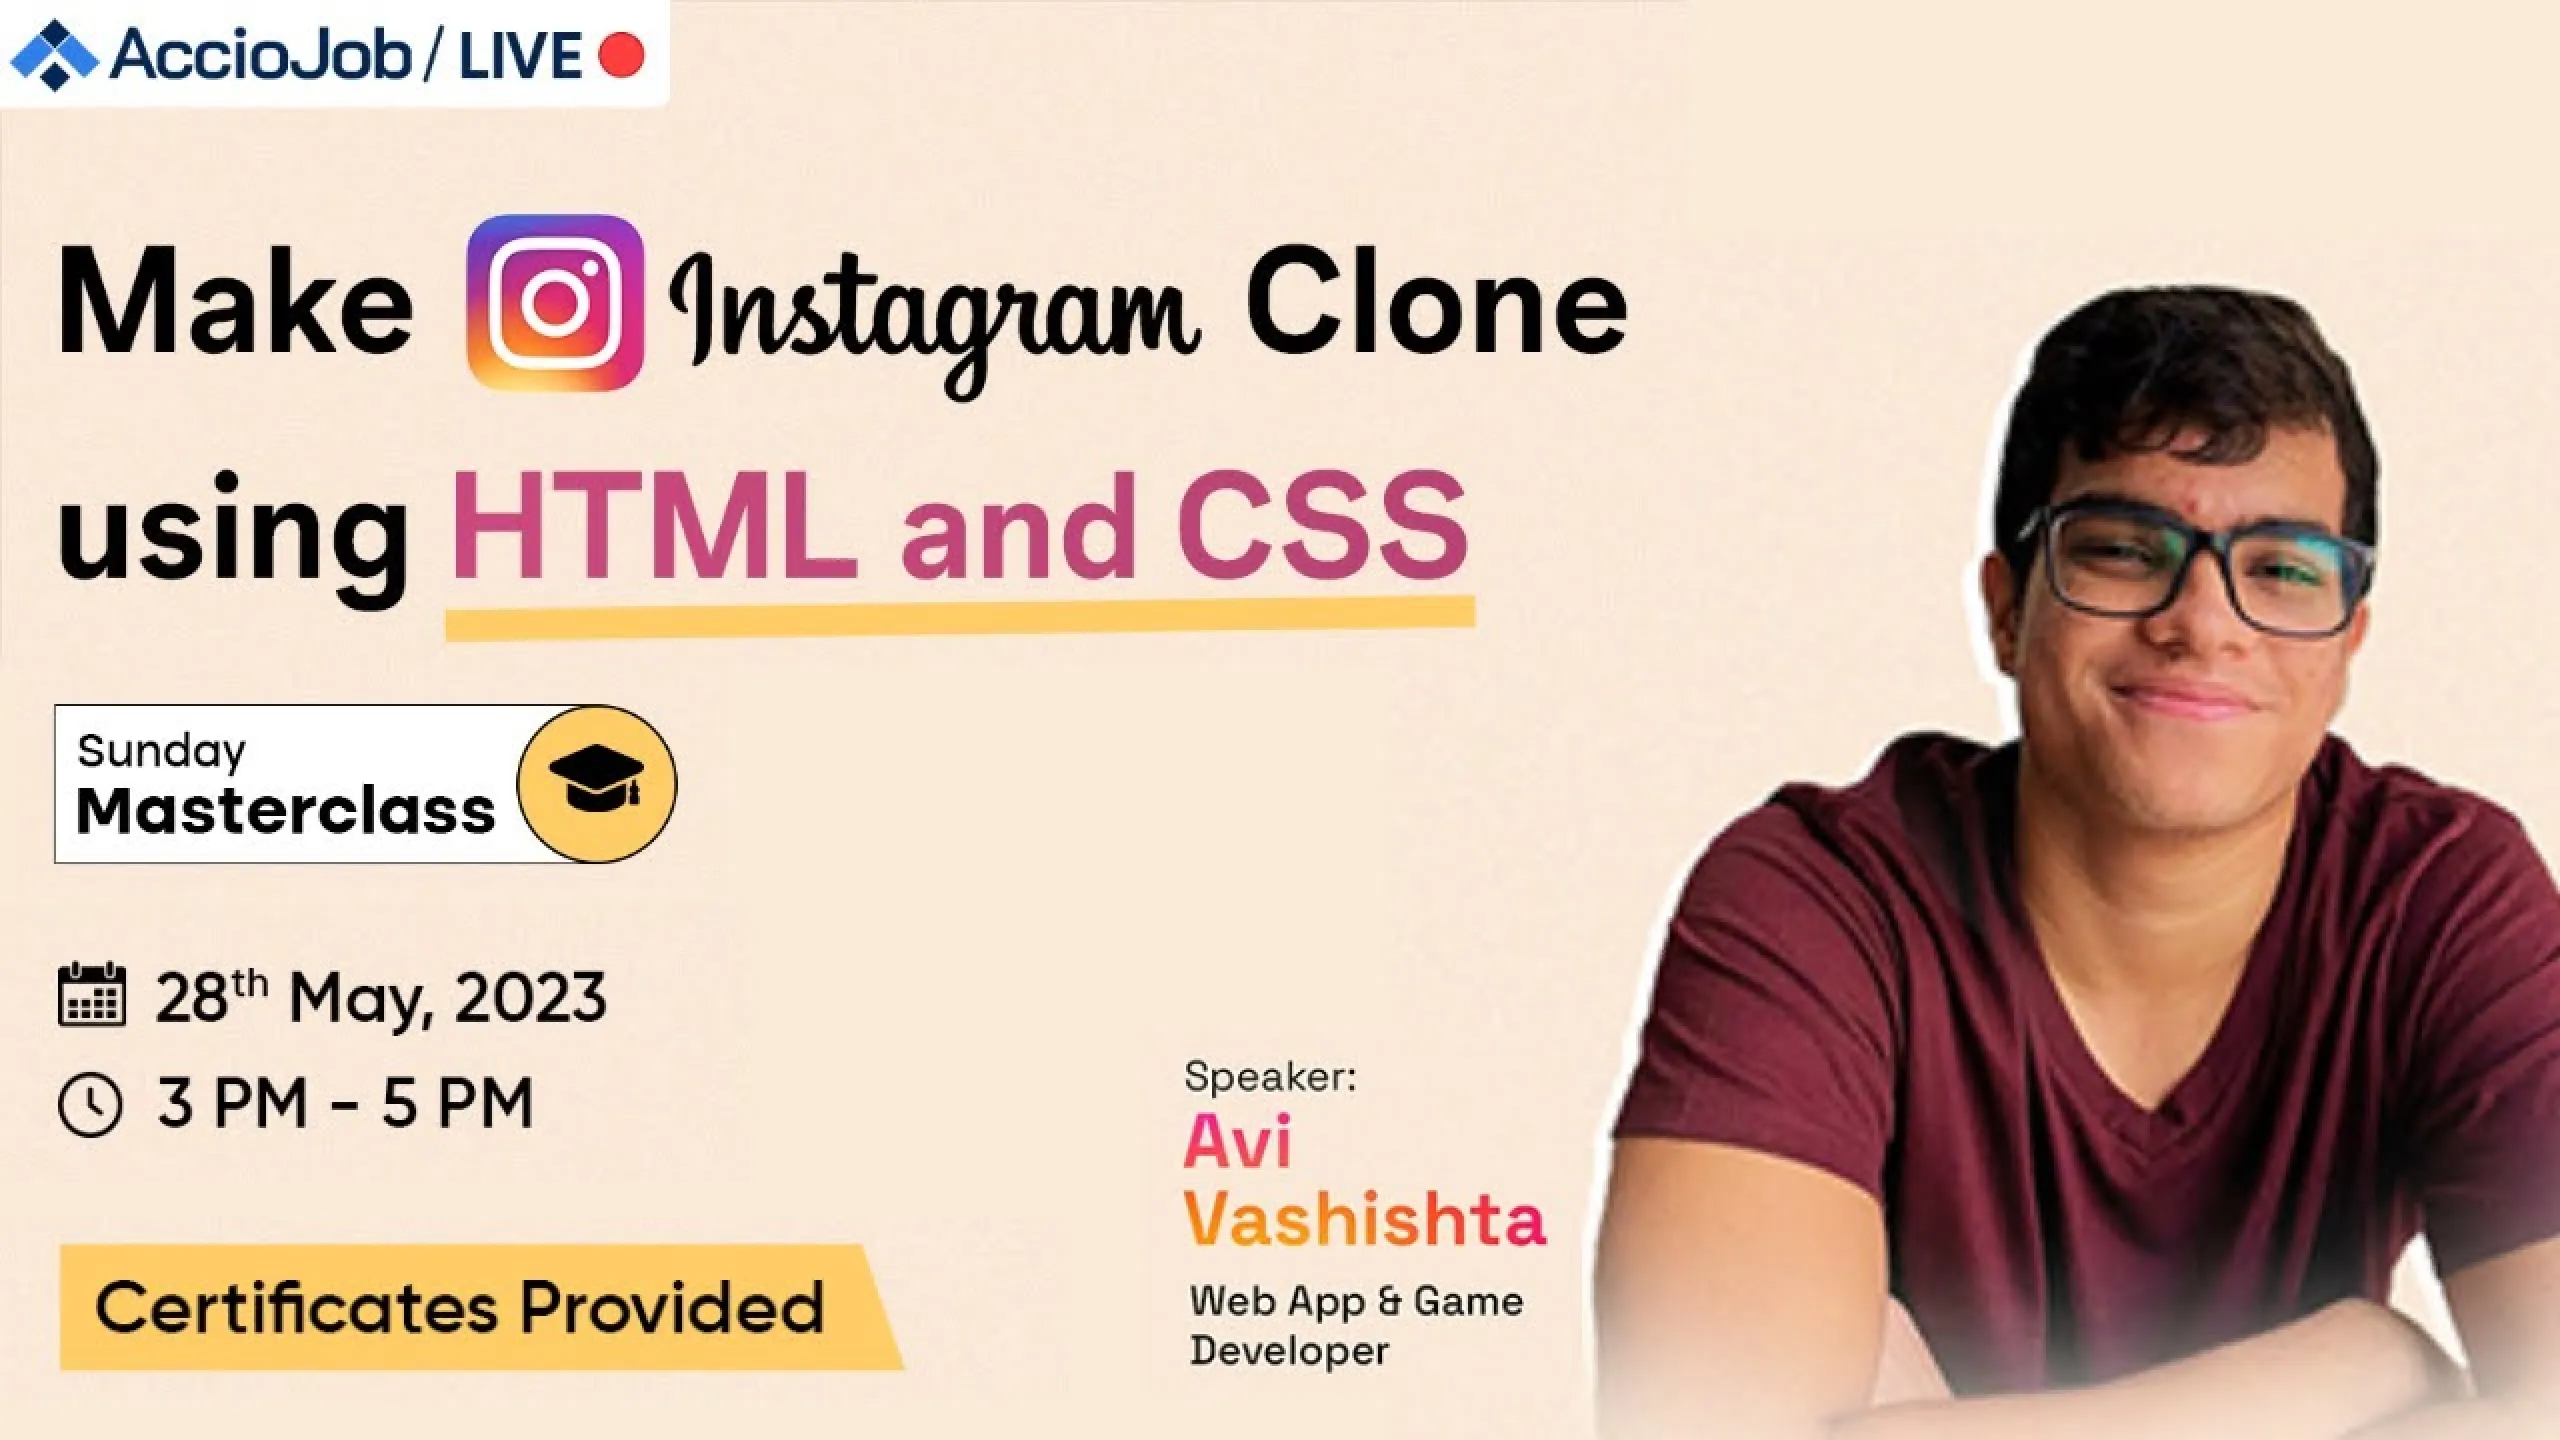 AccioJob / LIVE
Make Instagram Clone
using HTML and CSS
Sunday
Masterclass
28th May, 2023
3 PM - 5 PM
Certificates Provided
Speaker:
Avi
Vashishta
Web App & Game
Developer